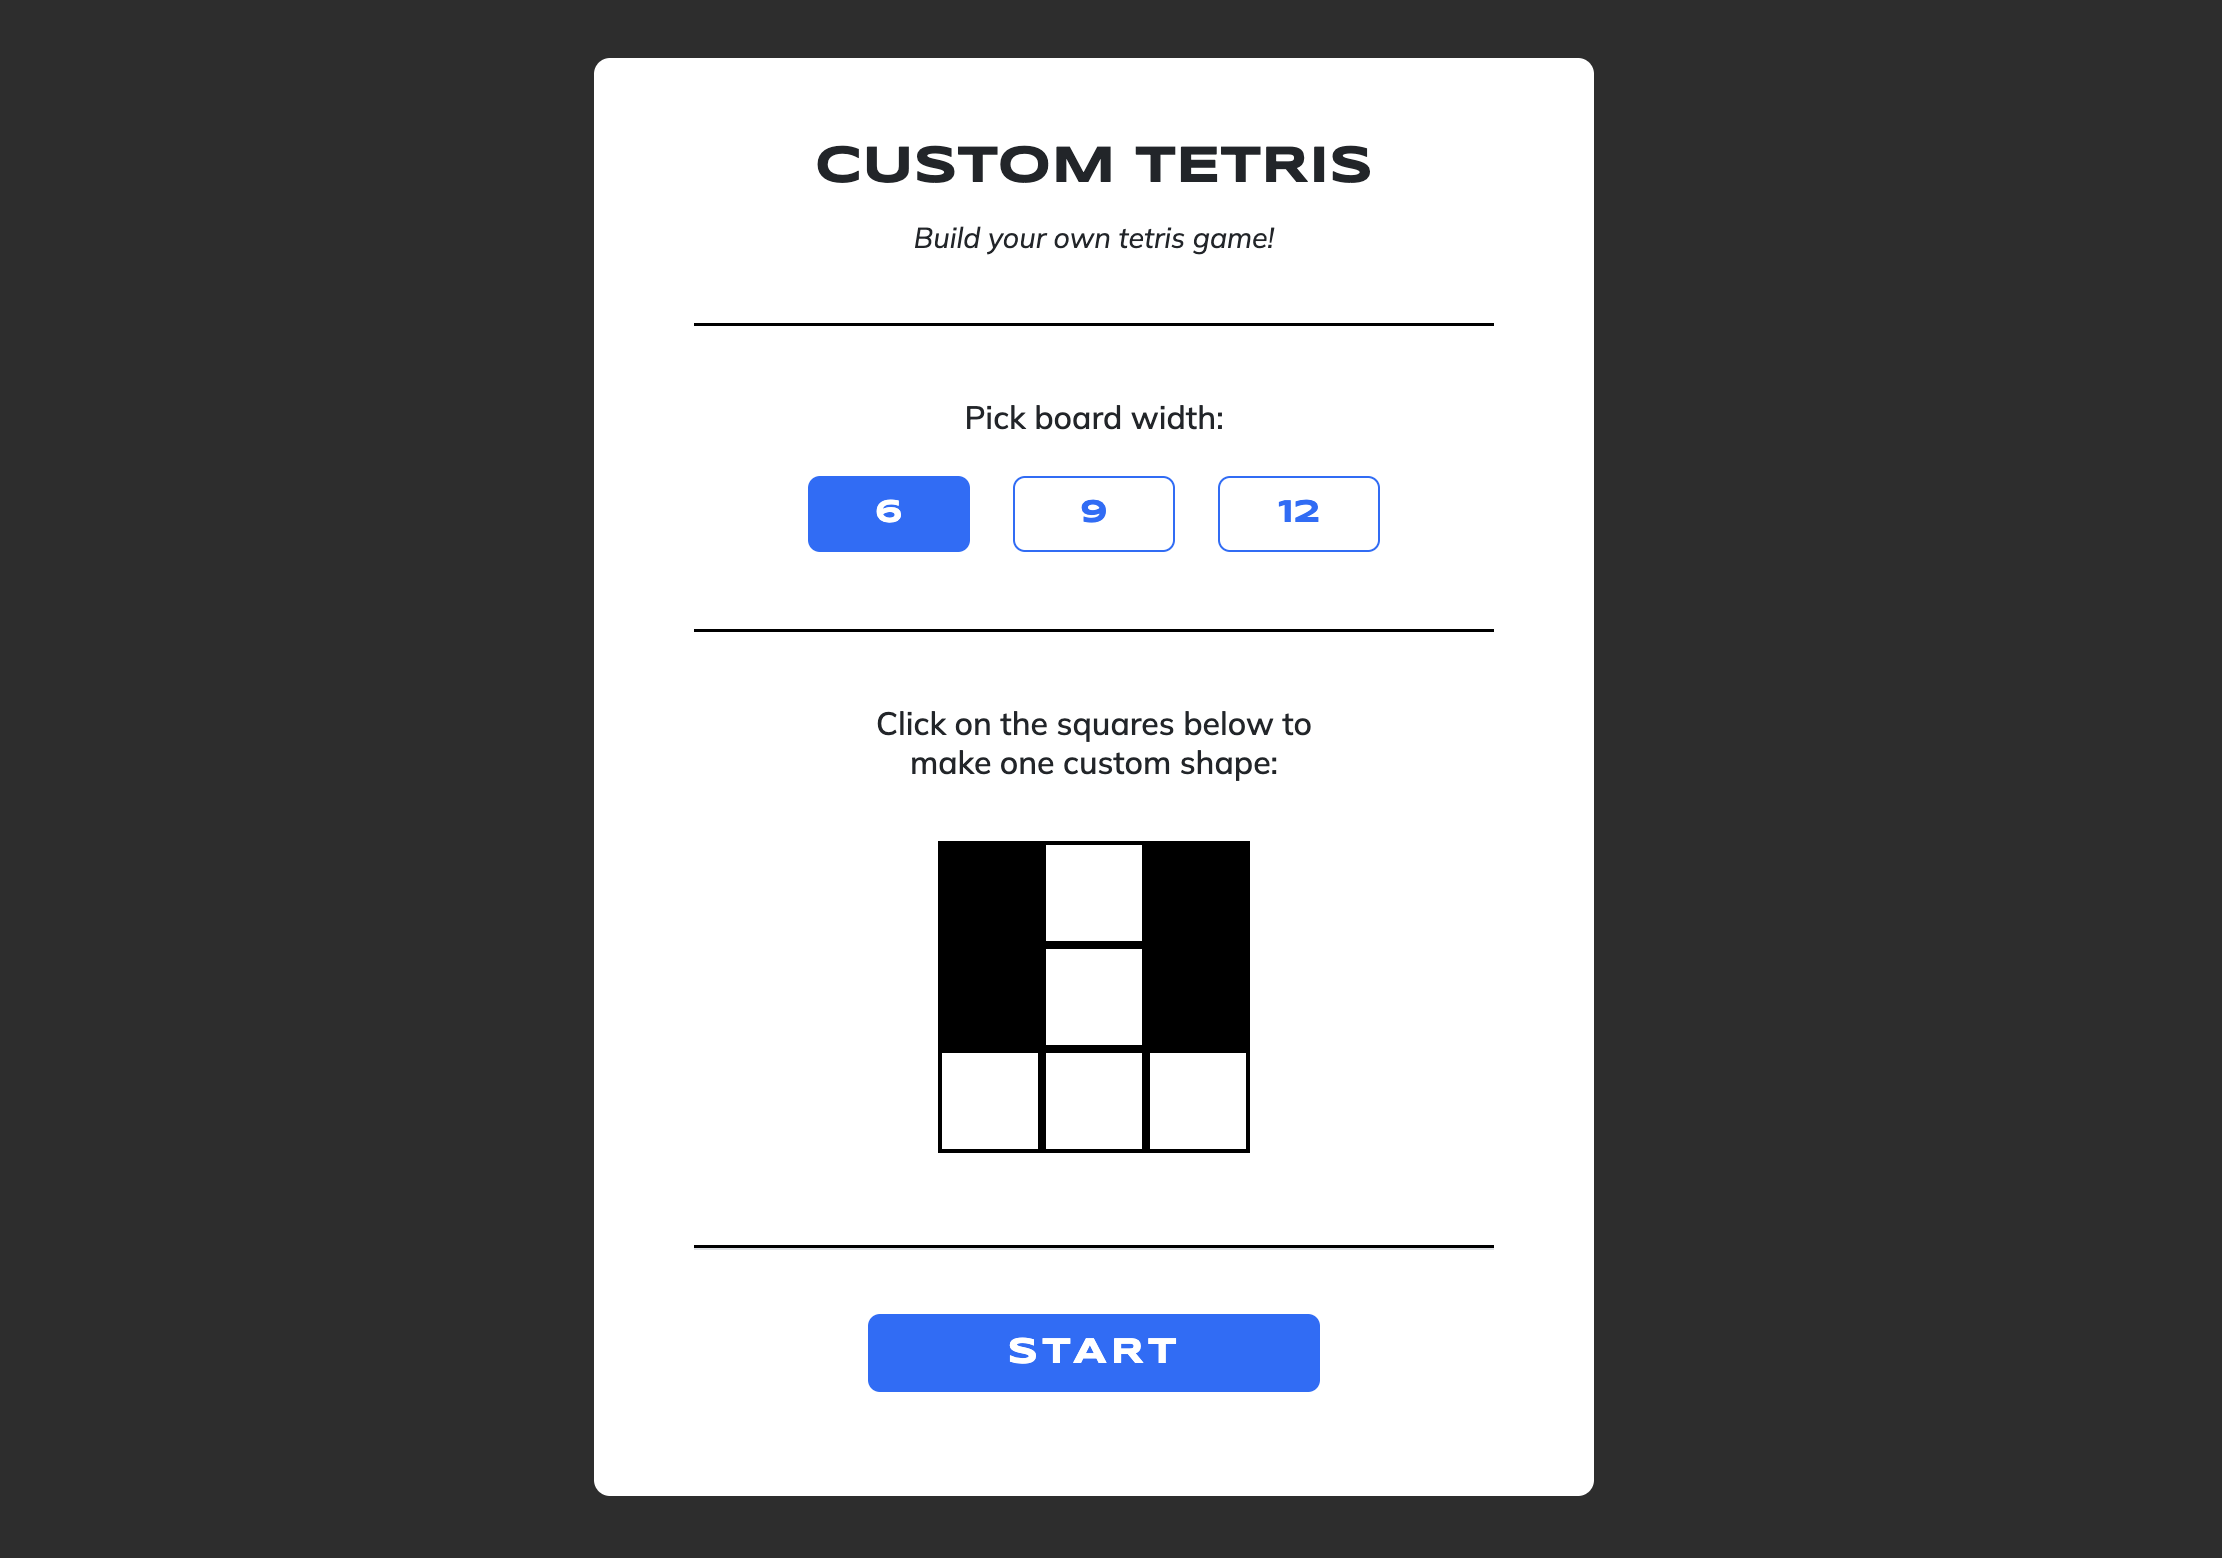 CUSTOM TETRIS
Build your own tetris game!
Pick board width:
6 9 12
Click on the squares below to
make one custom shape:
START